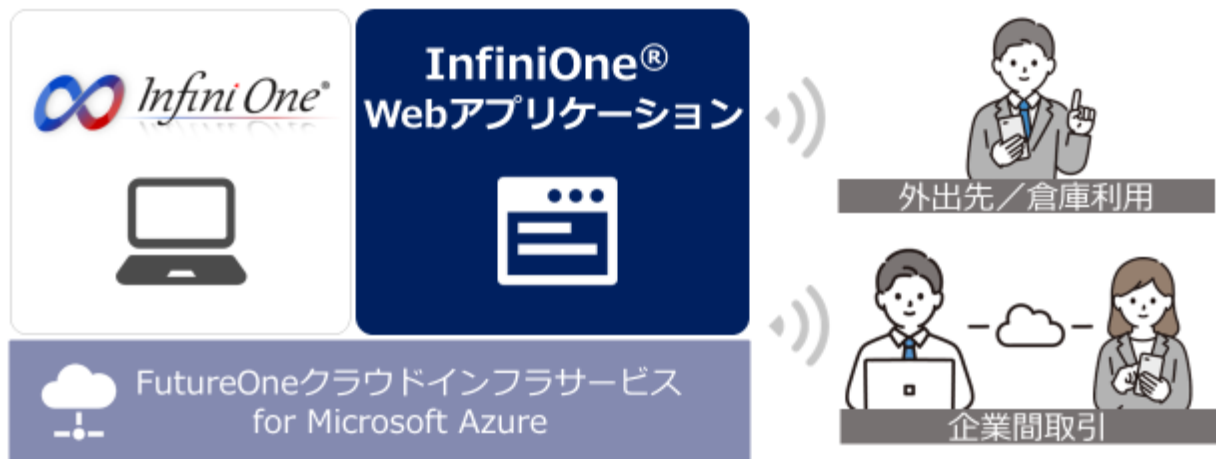 Infini One®
InfiniOne®
Webアプリケーション
外出先／倉庫利用
FutureOneクラウドインフラサービス
for Microsoft Azure
企業間取引